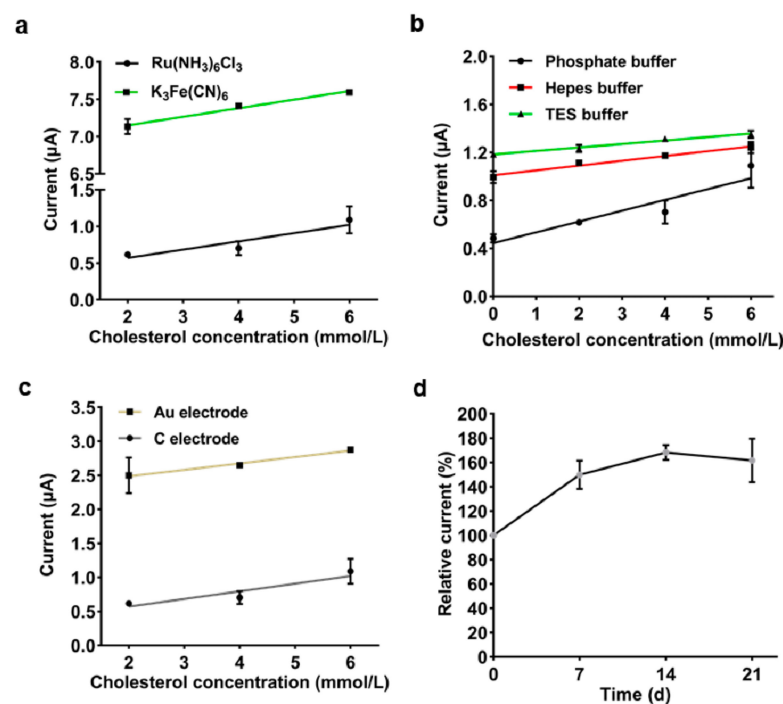 a
Ru(NH3)6Cl3
K3Fe(CN)6
8.0
7.5
7.0
6.5
1.5
1.0
0.5
0.0
2 3 4 5 6
Current (µA)
Cholesterol concentration (mmol/L)
b
Phosphate buffer
Hepes buffer
TES buffer
2.0
1.6
1.2
0.8
0.4
0.0
0 1 2 3 4 5 6
Current (µA)
Cholesterol concentration (mmol/L)
c
Au electrode
C electrode
3.5
3.0
2.5
2.0
1.5
1.0
0.5
0.0
2 3 4 5 6
Current (µA)
Cholesterol concentration (mmol/L)
d
200
180
160
140
120
100
80
60
40
20
0
0 7 14 21
Relative current (%)
Time (d)